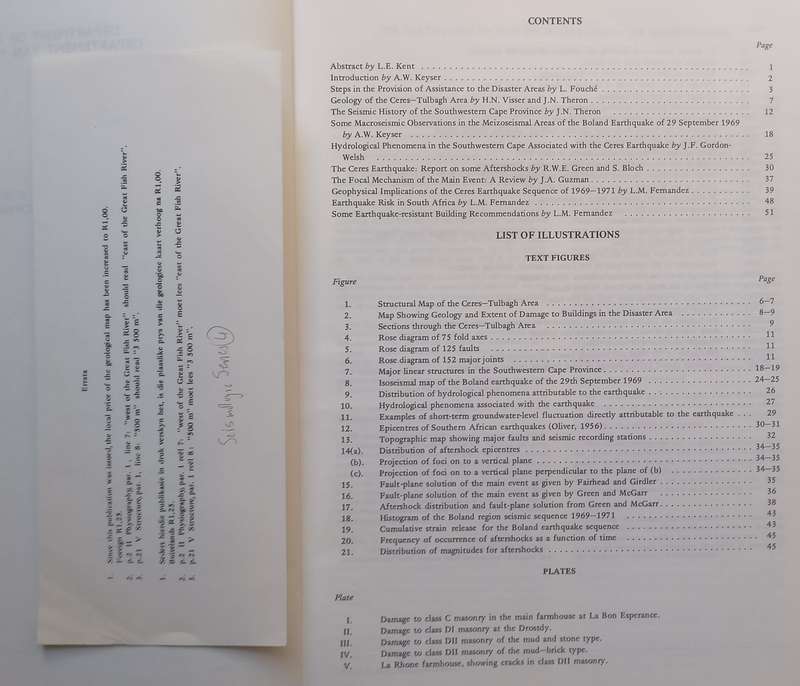 Errata
1. Since this publication was issued, the local price of the geological map has been increased to R1,00.
Foreign R1,25.
2. p.2 II Physiography, par. 1, line 7: "west of the Great Fish River" should read "east of the Great Fish River".
3. p.21 V Structure, par. 1, line 8: "500 m" should read "3 500 m".
1. Sedert hierdie publikasie in druk verskyn het, is die plaaslike prys van die geologiese kaart verhoog na R1,00.
Buitelands R1,25.
2. p.2 II Physiography, par. 1 reël 7: "west of the Great Fish River" moet lees "east of the Great Fish River".
3. p.21 V Structure, par. 1 reël 8: "500 m" moet lees "3 500 m".
Seismologic Series (4)
CONTENTS
Page
Abstract by L.E. Kent 1
Introduction by A.W. Keyser 2
Steps in the Provision of Assistance to the Disaster Areas by L. Fouché 3
Geology of the Ceres—Tulbagh Area by H.N. Visser and J.N. Theron 7
The Seismic History of the Southwestern Cape Province by J.N. Theron 12
Some Macroseismic Observations in the Meizoseismal Areas of the Boland Earthquake of 29 September 1969
by A.W. Keyser 18
Hydrological Phenomena in the Southwestern Cape Associated with the Ceres Earthquake by J.F. Gordon-
Welsh 25
The Ceres Earthquake: Report on some Aftershocks by R.W.E. Green and S. Bloch 30
The Focal Mechanism of the Main Event: A Review by J.A. Guzman 37
Geophysical Implications of the Ceres Earthquake Sequence of 1969—1971 by L.M. Fernandez 39
Earthquake Risk in South Africa by L.M. Fernandez 48
Some Earthquake-resistant Building Recommendations by L.M. Fernandez 51
LIST OF ILLUSTRATIONS
TEXT FIGURES
Figure Page
1. Structural Map of the Ceres—Tulbagh Area 6—7
2. Map Showing Geology and Extent of Damage to Buildings in the Disaster Area 8—9
3. Sections through the Ceres—Tulbagh Area 9
4. Rose diagram of 75 fold axes 11
5. Rose diagram of 125 faults 11
6. Rose diagram of 152 major joints 11
7. Major linear structures in the Southwestern Cape Province 18—19
8. Isoseismal map of the Boland earthquake of the 29th September 1969 24—25
9. Distribution of hydrological phenomena attributable to the earthquake 26
10. Hydrological phenomena associated with the earthquake 27
11. Examples of short-term groundwater-level fluctuation directly attributable to the earthquake 29
12. Epicentres of Southern African earthquakes (Oliver, 1956) 30—31
13. Topographic map showing major faults and seismic recording stations 32
14(a). Distribution of aftershock epicentres 34—35
(b). Projection of foci on to a vertical plane 34—35
(c). Projection of foci on to a vertical plane perpendicular to the plane of (b) 34—35
15. Fault-plane solution of the main event as given by Fairhead and Girdler 35
16. Fault-plane solution of the main event as given by Green and McGarr 36
17. Aftershock distribution and fault-plane solution from Green and McGarr 38
18. Histogram of the Boland region seismic sequence 1969—1971 43
19. Cumulative strain release for the Boland earthquake sequence 43
20. Frequency of occurrence of aftershocks as a function of time 45
21. Distribution of magnitudes for aftershocks 45
PLATES
Plate
I. Damage to class C masonry in the main farmhouse at La Bon Esperance.
II. Damage to class DI masonry at the Drostdy.
III. Damage to class DII masonry of the mud and stone type.
IV. Damage to class DII masonry of the mud—brick type.
V. La Rhone farmhouse, showing cracks in class DII masonry.